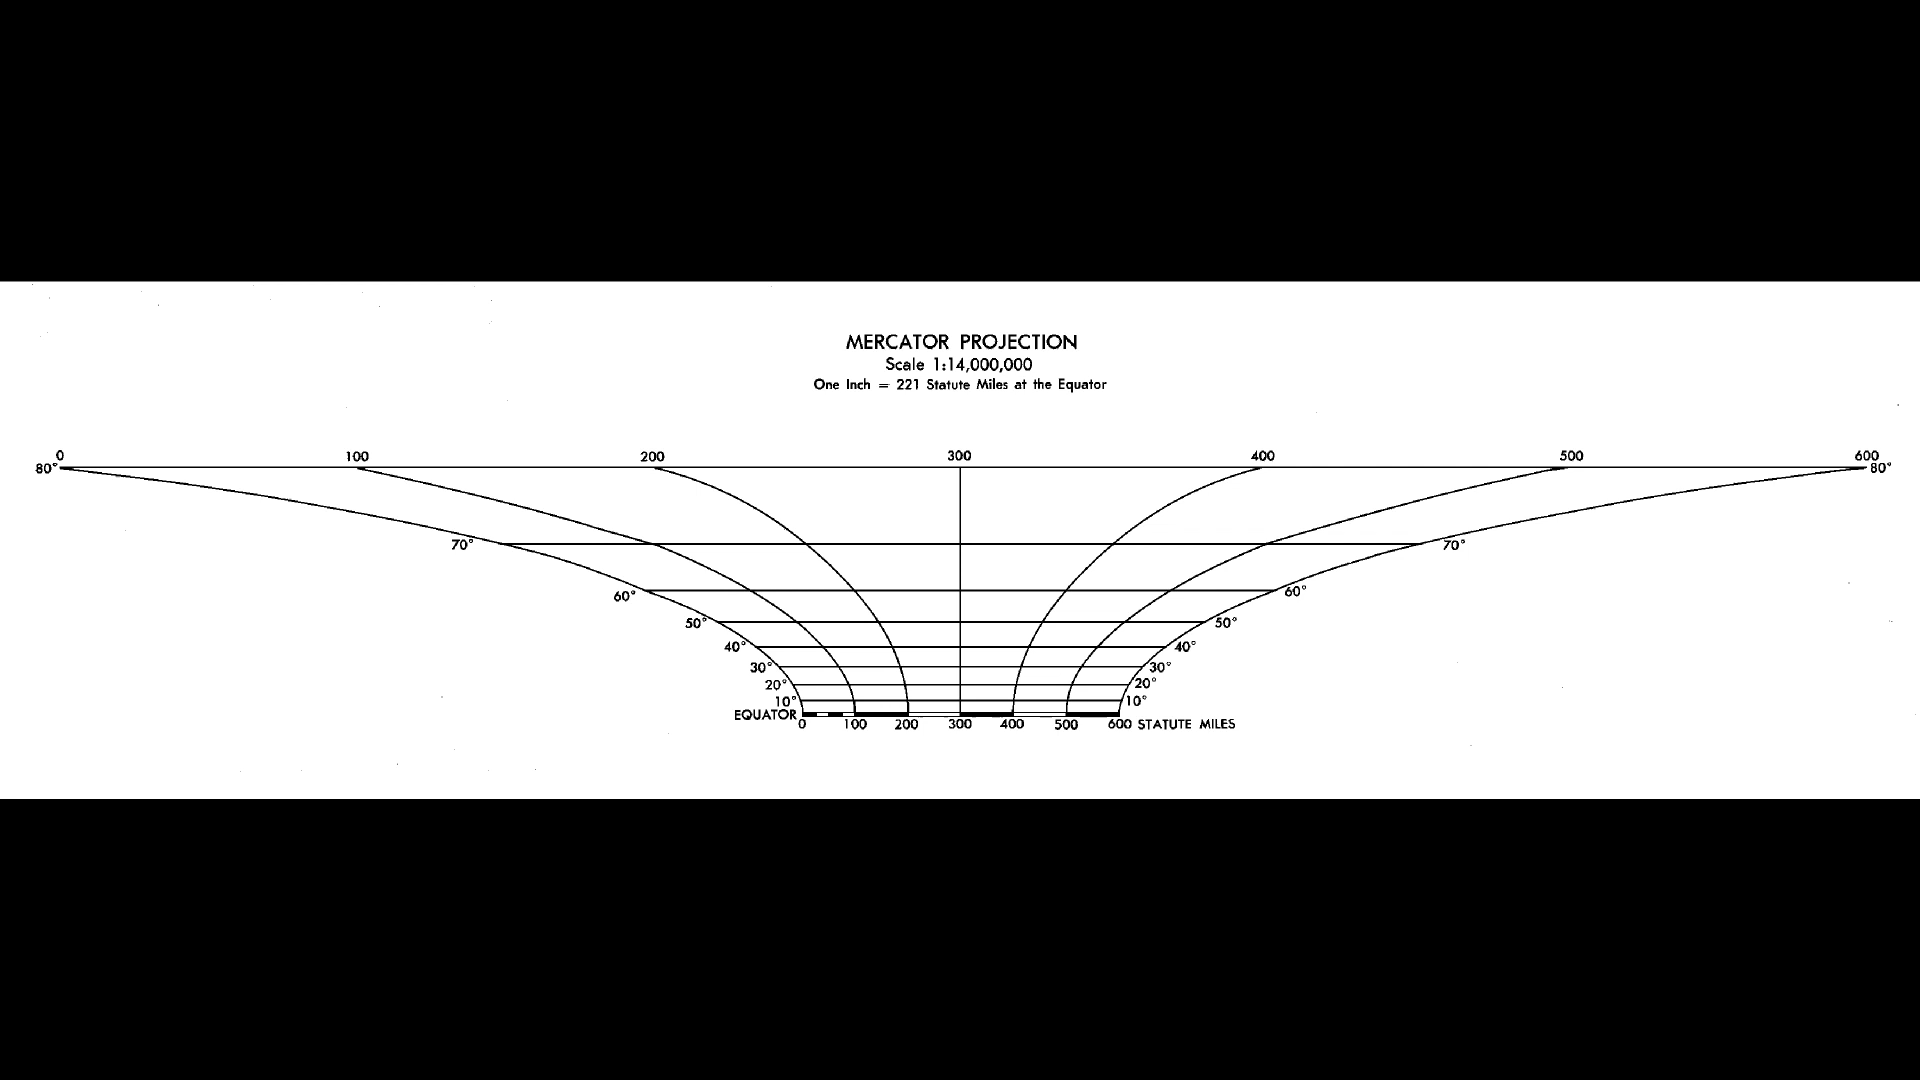 MERCATOR PROJECTION
Scale 1:14,000,000
One Inch = 221 Statute Miles at the Equator
0 100 200 300 400 500 600
80° 80°
70° 70°
60° 60°
50° 50°
40° 40°
30° 30°
20° 20°
10° 10°
EQUATOR
0 100 200 300 400 500 600 STATUTE MILES